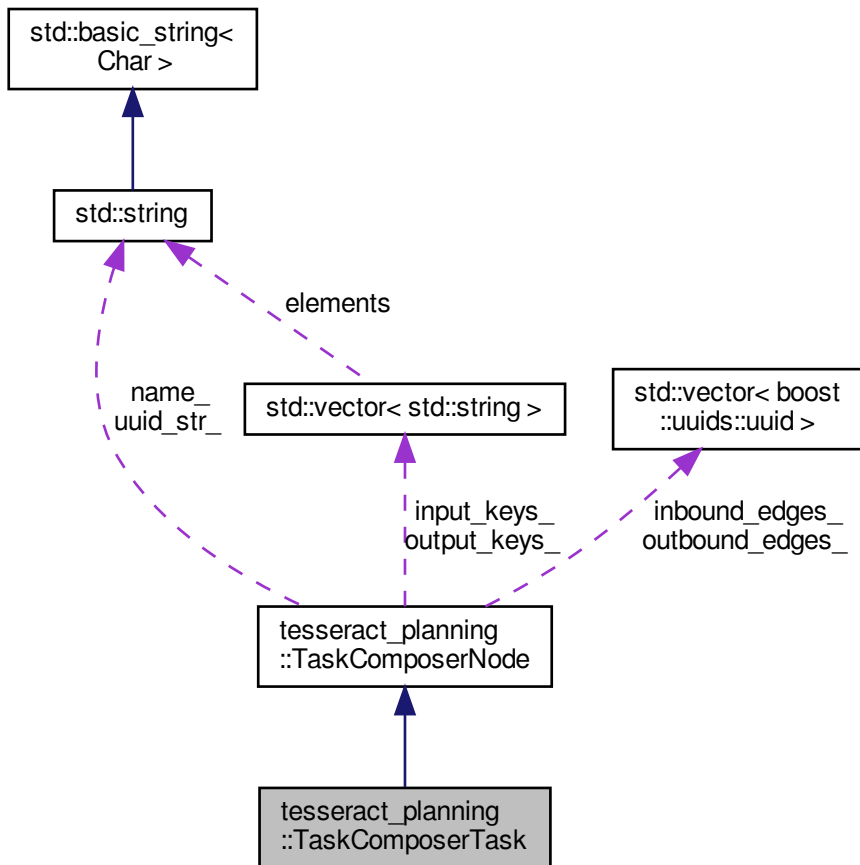 std::basic_string<
Char >
std::string
elements
name_
uuid_str_
std::vector< std::string >
std::vector< boost
::uuids::uuid >
input_keys_
output_keys_
inbound_edges_
outbound_edges_
tesseract_planning
::TaskComposerNode
tesseract_planning
::TaskComposerTask